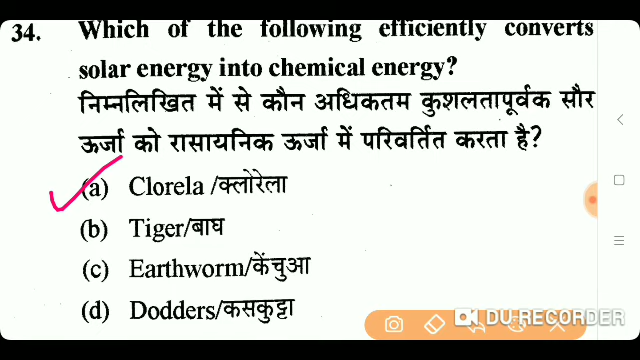 34. Which of the following efficiently converts
solar energy into chemical energy?
निम्नलिखित में से कौन अधिकतम कुशलतापूर्वक सौर
ऊर्जा को रासायनिक ऊर्जा में परिवर्तित करता है?
(a) Clorela /क्लोरेला
(b) Tiger/बाघ
(c) Earthworm/केंचुआ
(d) Dodders/कसकुट्टा
DU RECORDER